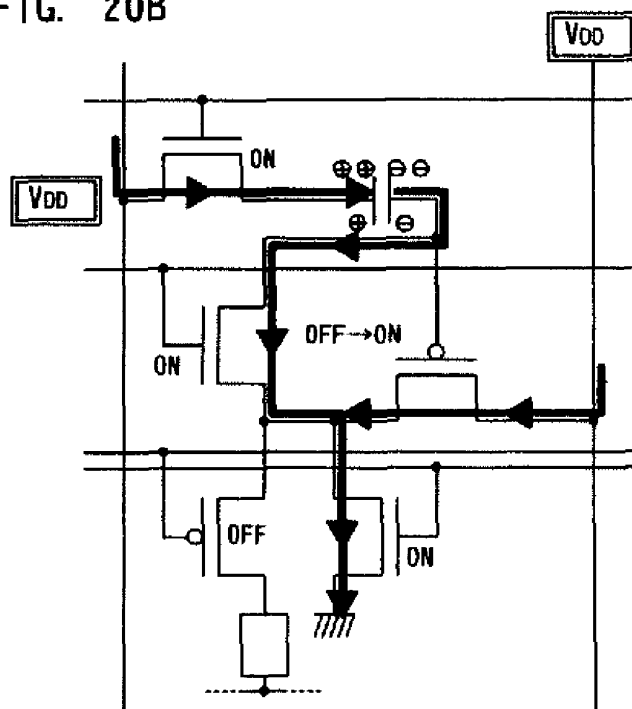 FIG. 20B
VDD
ON
⊕ ⊕ ⊖ ⊖
VDD
⊕ ⊖
OFF→ON
ON
OFF
ON